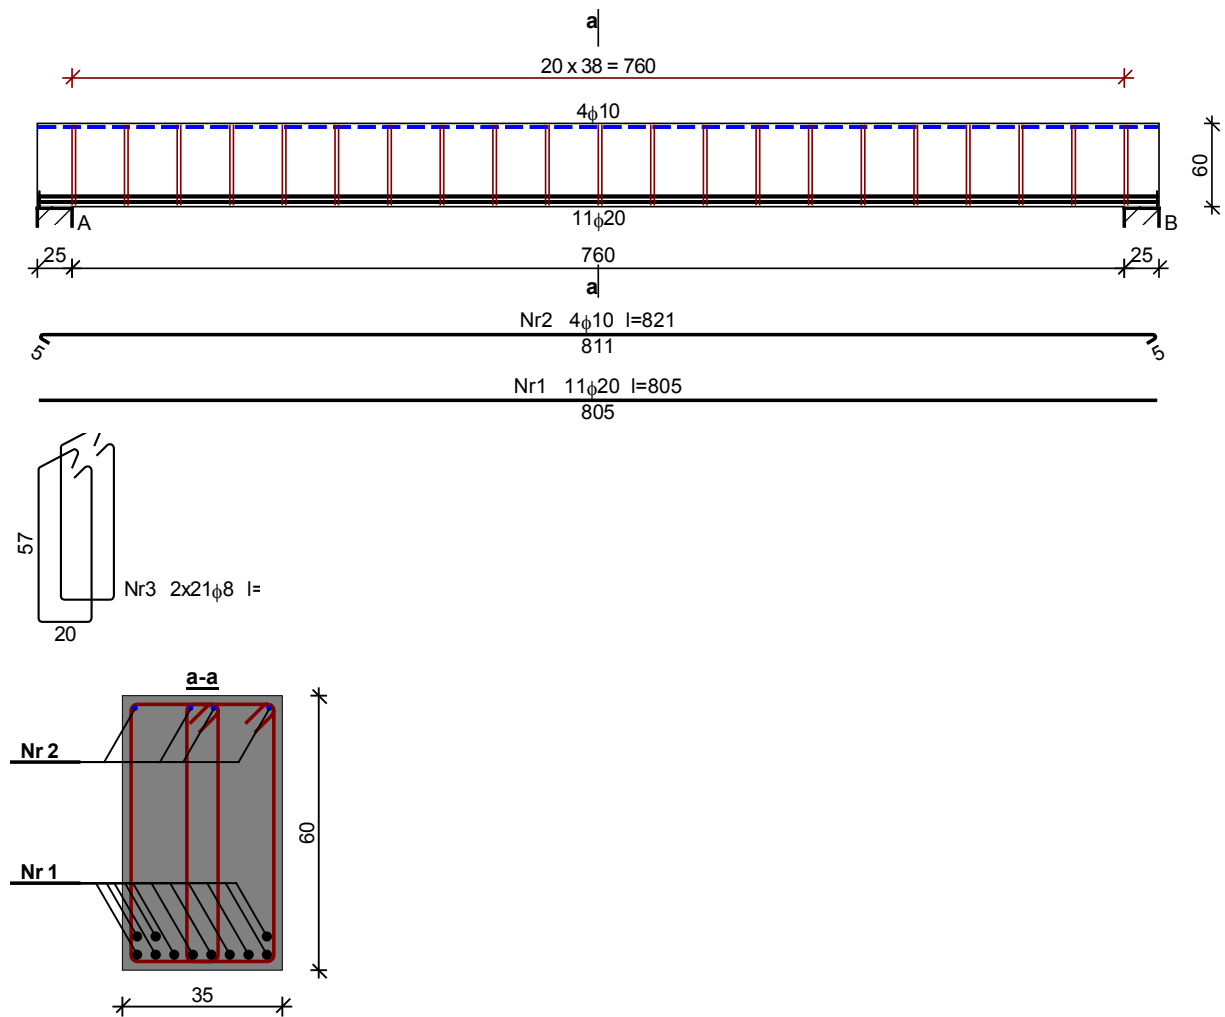 a
20 x 38 = 760
4ϕ10
60
A
11ϕ20
B
25 760 25
a
Nr2 4ϕ10 l=821
5 811 5
Nr1 11ϕ20 l=805
805
57
Nr3 2x21ϕ8 l=
20
a-a
Nr 2
60
Nr 1
35